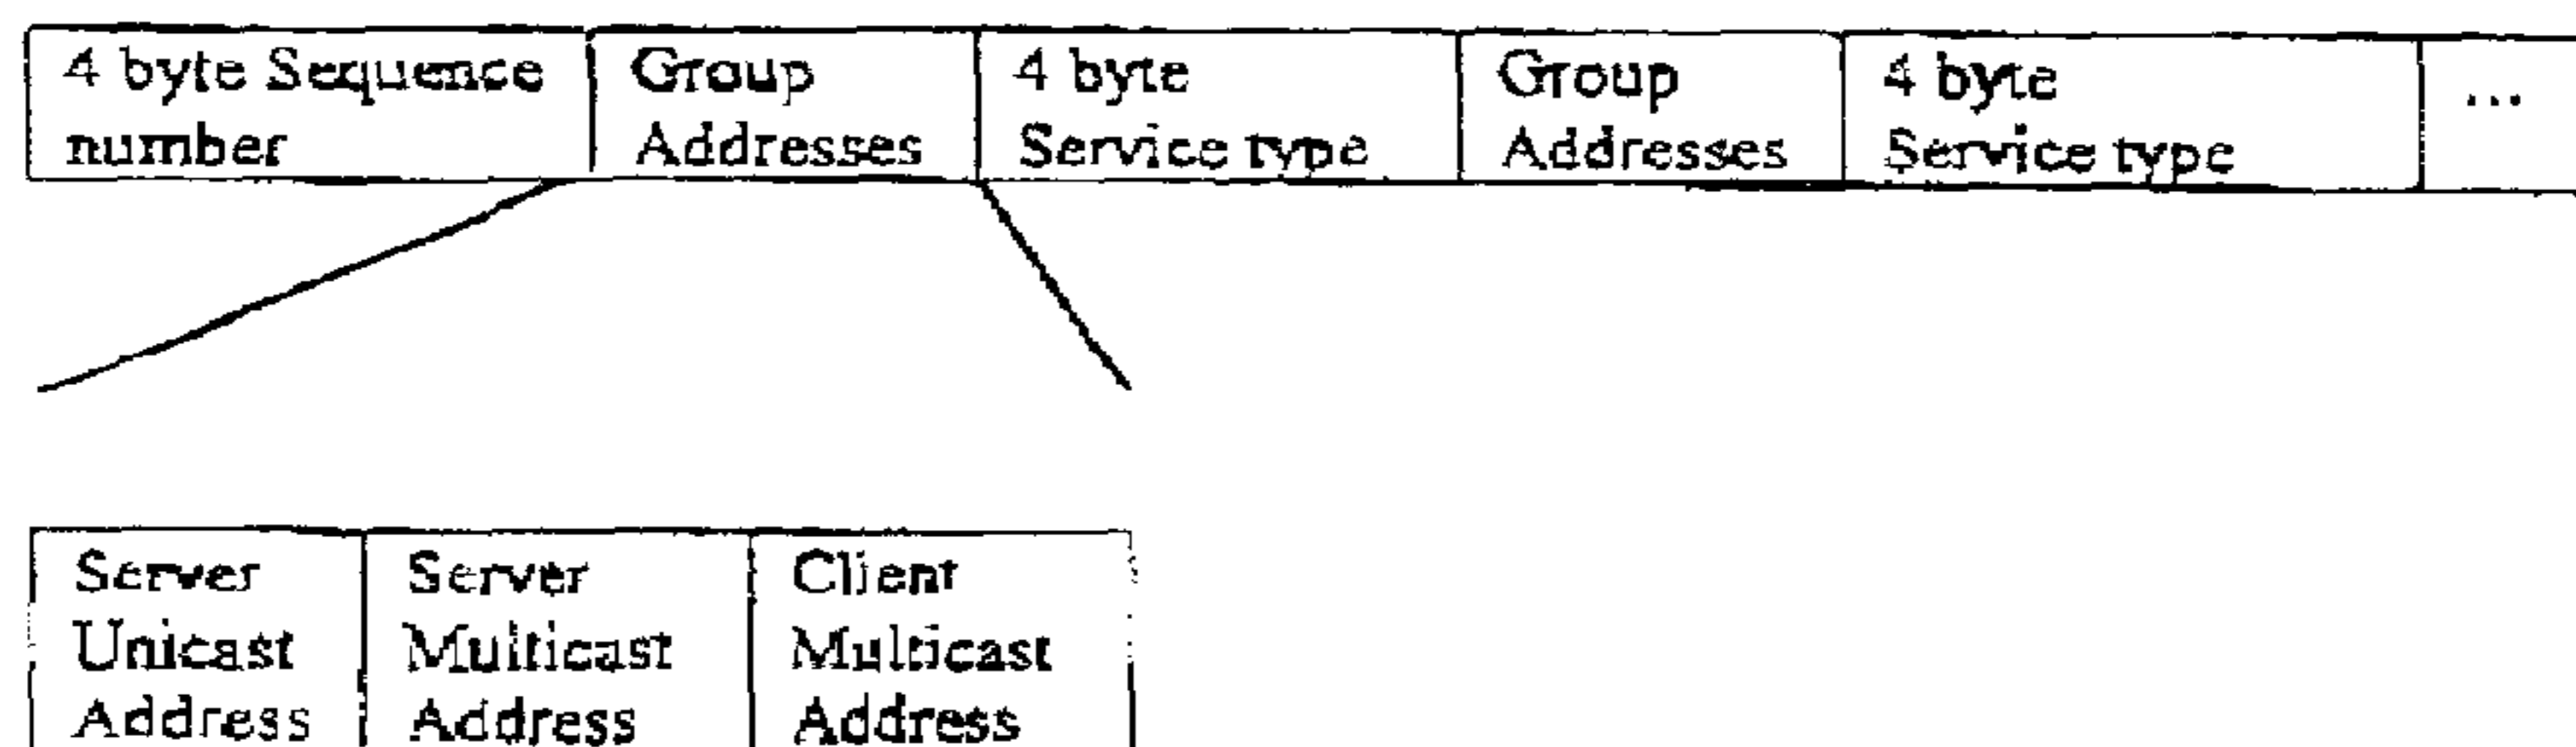 4 byte Sequence number
Group Addresses
4 byte Service type
Group Addresses
4 byte Service type
...
Server Unicast Address
Server Multicast Address
Client Multicast Address